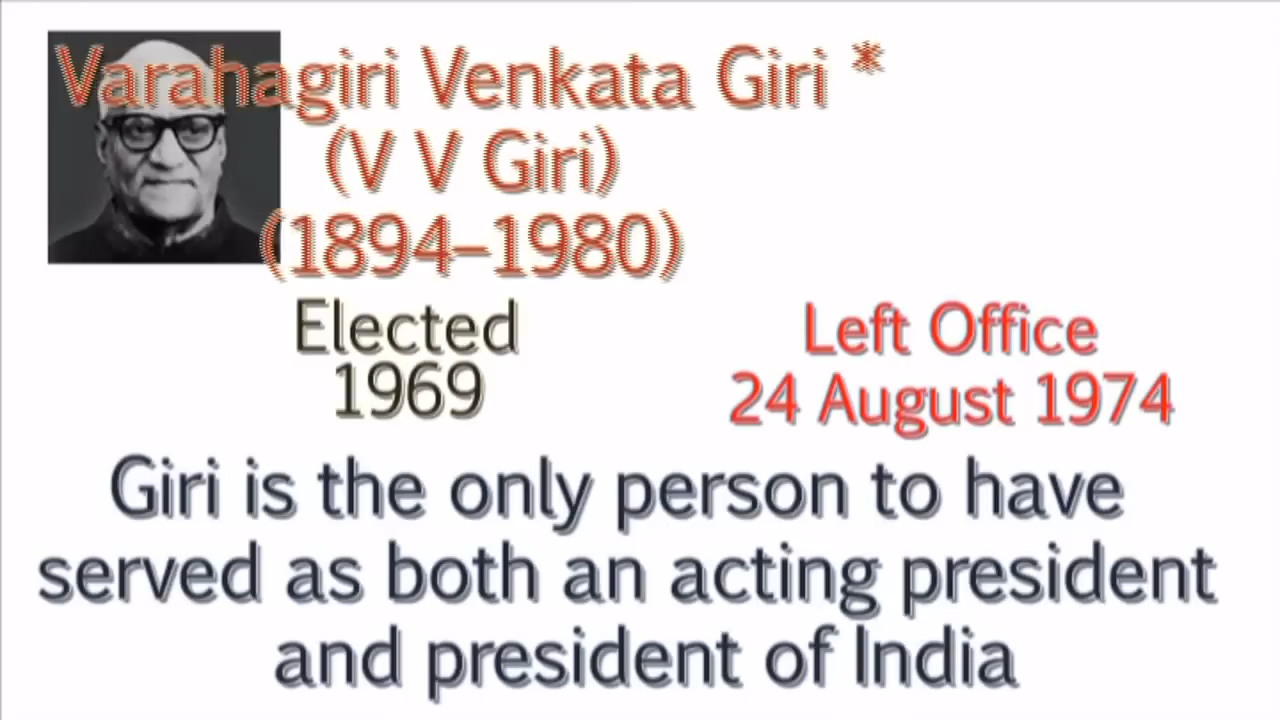 Varahagiri Venkata Giri *
(V V Giri)
(1894–1980)
Elected
1969
Left Office
24 August 1974
Giri is the only person to have
served as both an acting president
and president of India